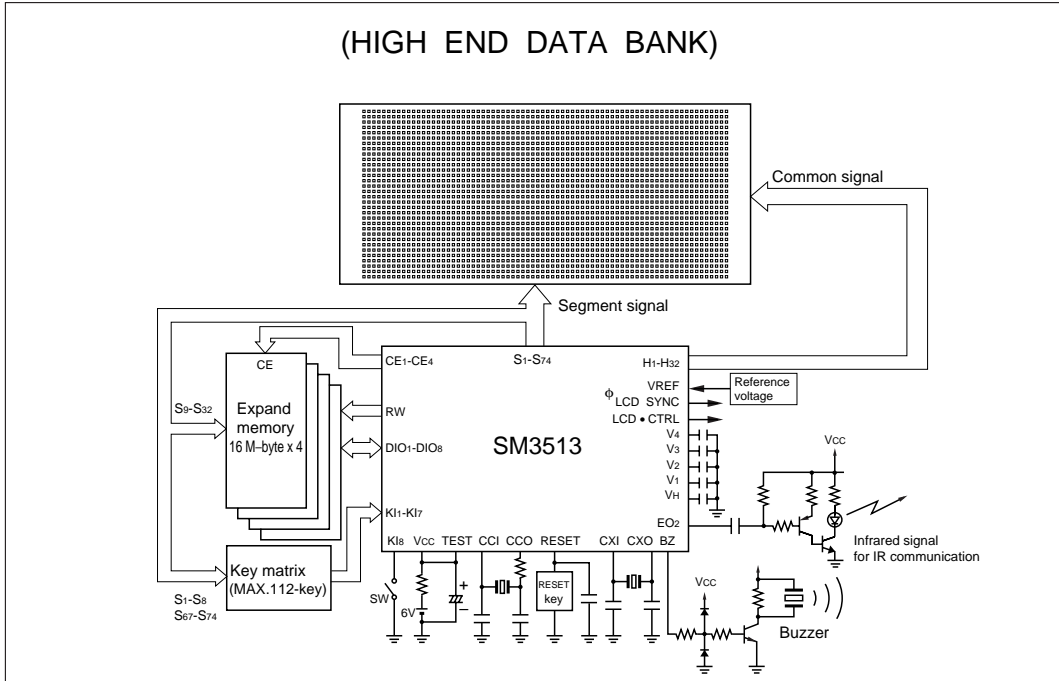 (HIGH END DATA BANK)
Common signal
Segment signal
CE1-CE4
S1-S74
H1-H32
CE
VREF
Reference
voltage
S9-S32
Expand
memory
16 M–byte x 4
RW
ϕ
LCD SYNC
LCD • CTRL
DIO1-DIO8
SM3513
V4
V3
V2
V1
VH
VCC
KI1-KI7
EO2
KI8 VCC TEST CCI CCO RESET CXI CXO BZ
Infrared signal
for IR communication
Key matrix
(MAX.112-key)
S1-S8
S67-S74
SW
6V
+
–
RESET
key
VCC
Buzzer